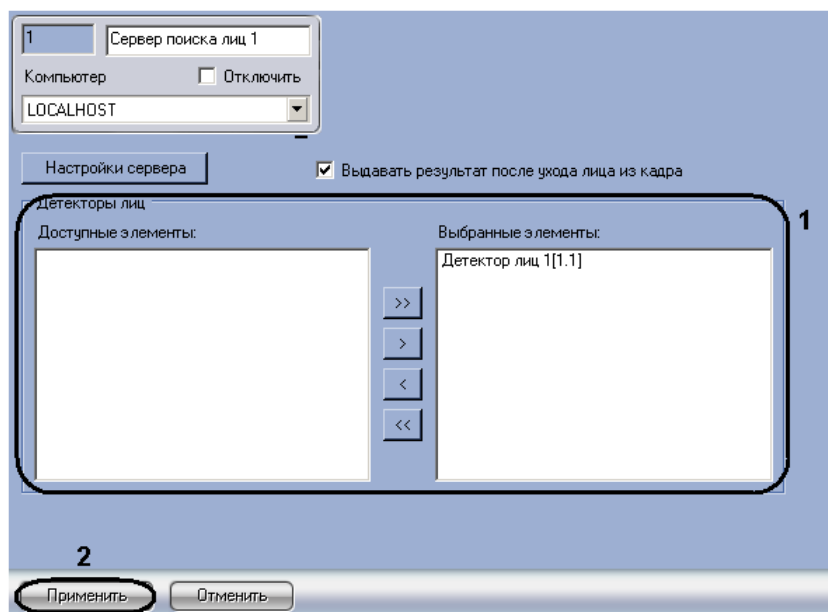 1
Сервер поиска лиц 1
Компьютер
Отключить
LOCALHOST
Настройки сервера
Выдавать результат после ухода лица из кадра
Детекторы лиц
1
Доступные элементы:
Выбранные элементы:
Детектор лиц 1[1.1]
>>
>
<
<<
2
Применить
Отменить